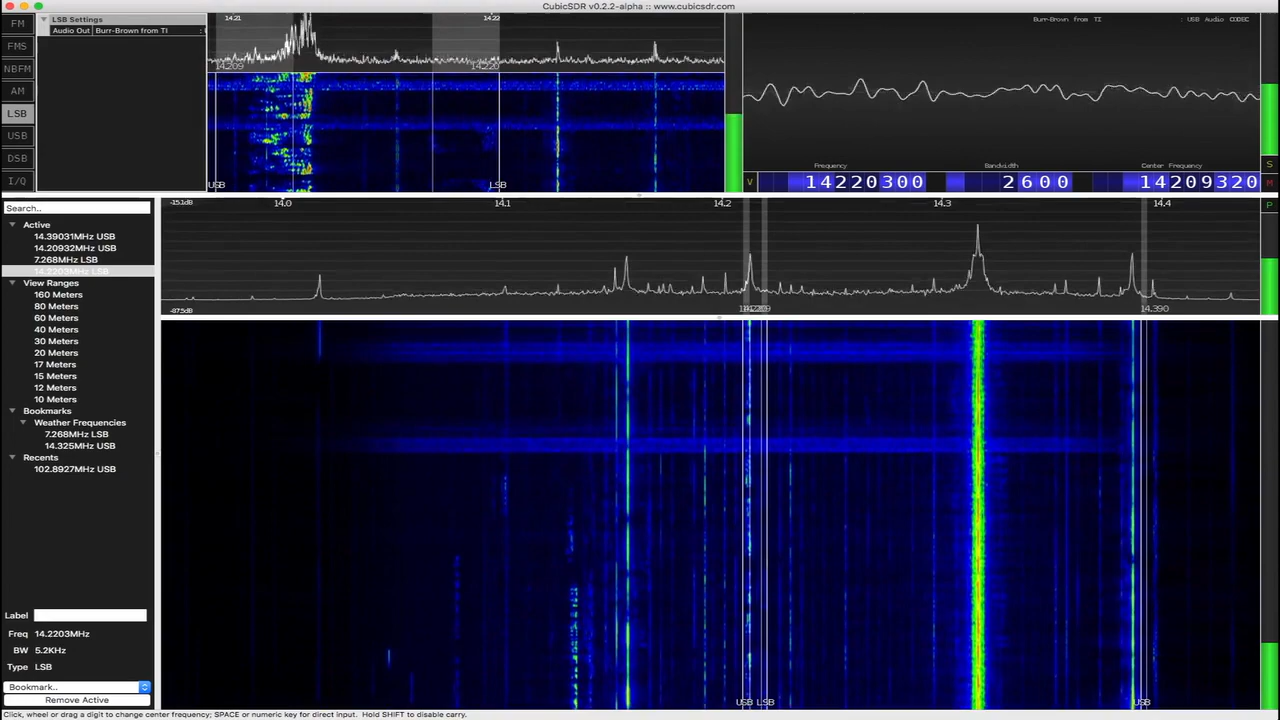 CubicSDR v0.2.2-alpha :: www.cubicsdr.com
FM
FMS
NBFM
AM
LSB
USB
DSB
I/Q
LSB Settings
Audio Out Burr-Brown from TI :
14.21 14.22
14.209 14.220
USB LSB
Burr-Brown from TI : USB Audio CODEC
Frequency Bandwidth Center Frequency
V 14220300 2600 14209320
S
M
P
Search..
Active
14.39031MHz USB
14.20932MHz USB
7.268MHz LSB
14.2203MHz LSB
View Ranges
160 Meters
80 Meters
60 Meters
40 Meters
30 Meters
20 Meters
17 Meters
15 Meters
12 Meters
10 Meters
Bookmarks
Weather Frequencies
7.268MHz LSB
14.325MHz USB
Recents
102.8927MHz USB
-15.1dB 14.0 14.1 14.2 14.3 14.4
-87.5dB 14.390
USB LSB USB
Label
Freq 14.2203MHz
BW 5.2KHz
Type LSB
Bookmark..
Remove Active
Click, wheel or drag a digit to change center frequency; SPACE or numeric key for direct input. Hold SHIFT to disable carry.